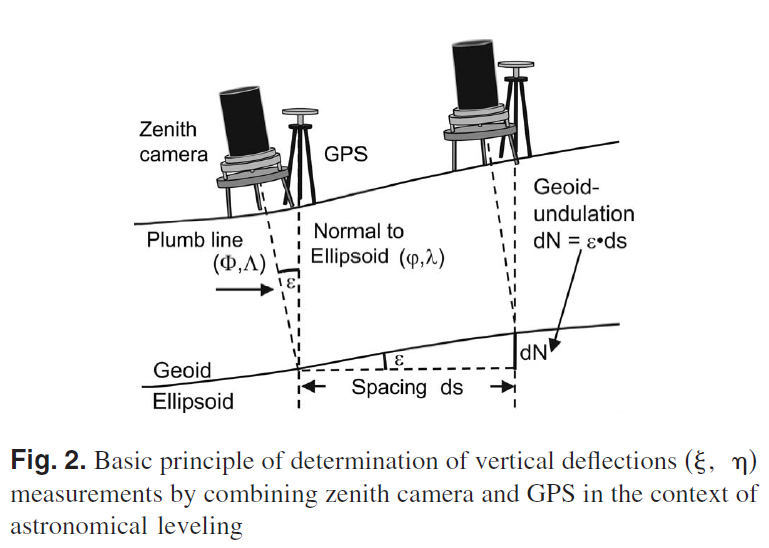 Zenith
camera
GPS
Geoid-
undulation
dN = ε•ds
Plumb line
(Φ,Λ)
Normal to
Ellipsoid (φ,λ)
ε
ε
dN
Geoid
Ellipsoid
Spacing ds
Fig. 2. Basic principle of determination of vertical deflections (ξ, η)
measurements by combining zenith camera and GPS in the context of
astronomical leveling